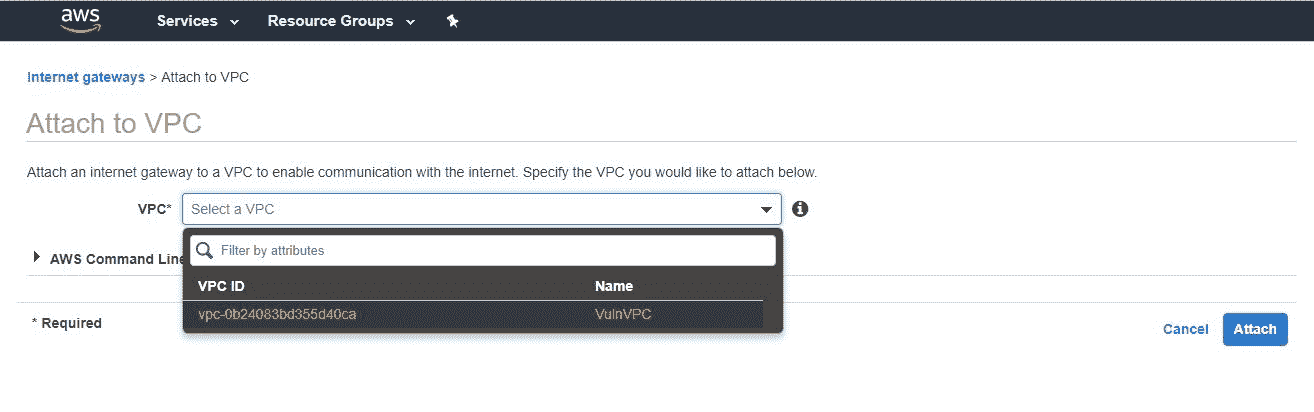 aws Services Resource Groups
Internet gateways > Attach to VPC
Attach to VPC
Attach an internet gateway to a VPC to enable communication with the internet. Specify the VPC you would like to attach below.
VPC* Select a VPC
Filter by attributes
AWS Command Line
VPC ID Name
vpc-0b24083bd355d40ca VulnVPC
* Required
Cancel Attach